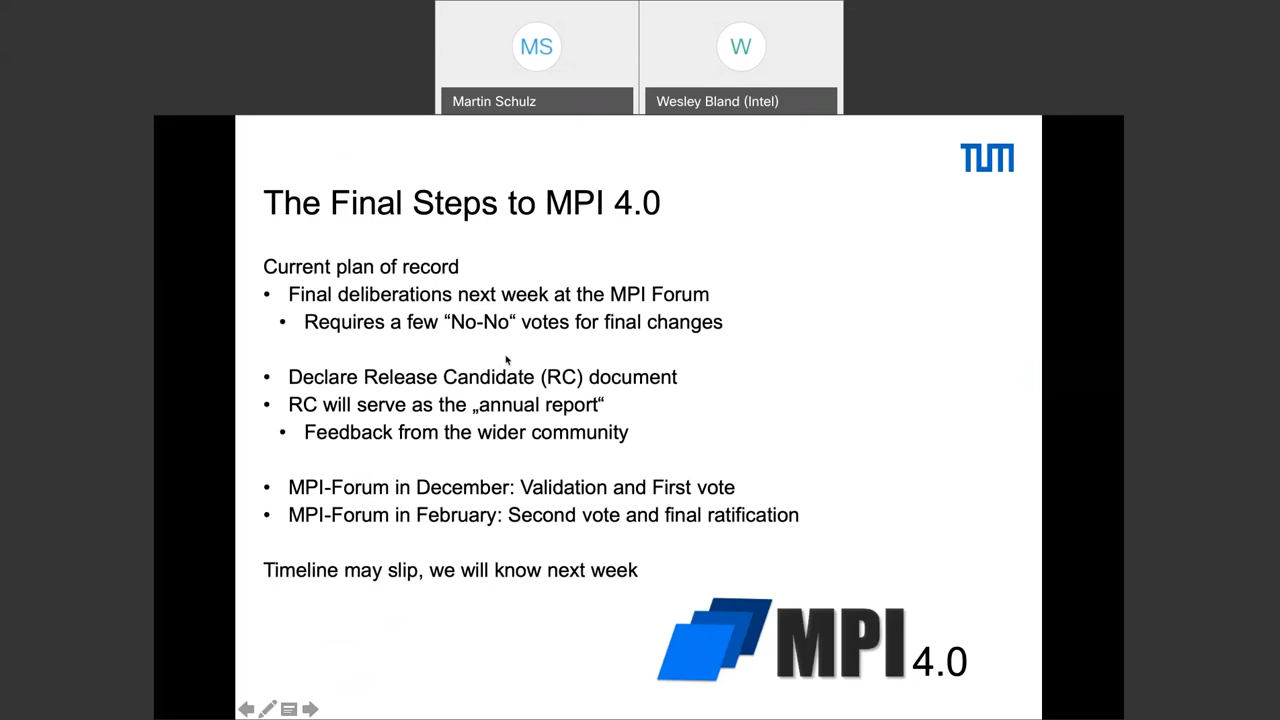 MS
W
Martin Schulz
Wesley Bland (Intel)
TUM
The Final Steps to MPI 4.0
Current plan of record
• Final deliberations next week at the MPI Forum
• Requires a few “No-No“ votes for final changes
• Declare Release Candidate (RC) document
• RC will serve as the „annual report“
• Feedback from the wider community
• MPI-Forum in December: Validation and First vote
• MPI-Forum in February: Second vote and final ratification
Timeline may slip, we will know next week
MPI 4.0